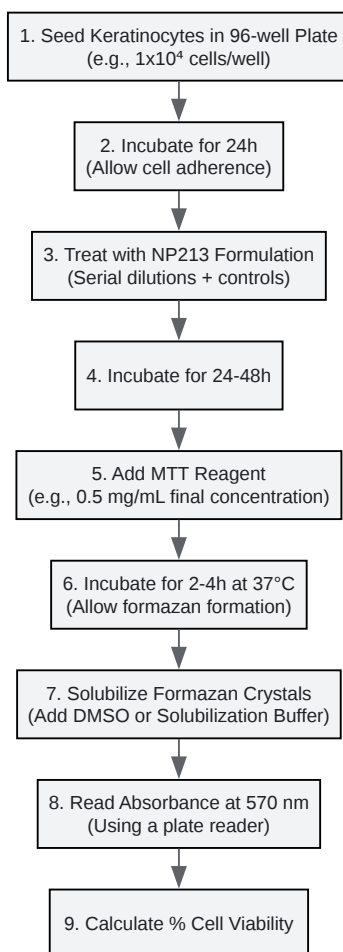 1. Seed Keratinocytes in 96-well Plate
(e.g., 1x10⁴ cells/well)
2. Incubate for 24h
(Allow cell adherence)
3. Treat with NP213 Formulation
(Serial dilutions + controls)
4. Incubate for 24-48h
5. Add MTT Reagent
(e.g., 0.5 mg/mL final concentration)
6. Incubate for 2-4h at 37°C
(Allow formazan formation)
7. Solubilize Formazan Crystals
(Add DMSO or Solubilization Buffer)
8. Read Absorbance at 570 nm
(Using a plate reader)
9. Calculate % Cell Viability